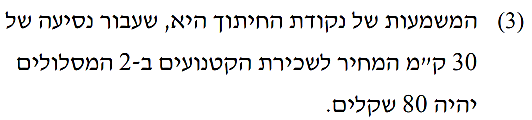 (3) המשמעות של נקודת החיתוך היא, שעבור נסיעה של
30 ק״מ המחיר לשכירת הקטנועים ב-2 המסלולים
יהיה 80 שקלים.